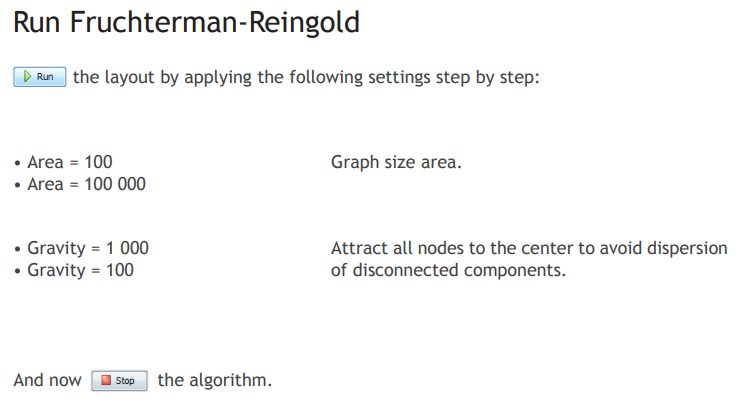 Run Fruchterman-Reingold
Run the layout by applying the following settings step by step:
• Area = 100
Graph size area.
• Area = 100 000
• Gravity = 1 000
Attract all nodes to the center to avoid dispersion
• Gravity = 100
of disconnected components.
And now Stop the algorithm.